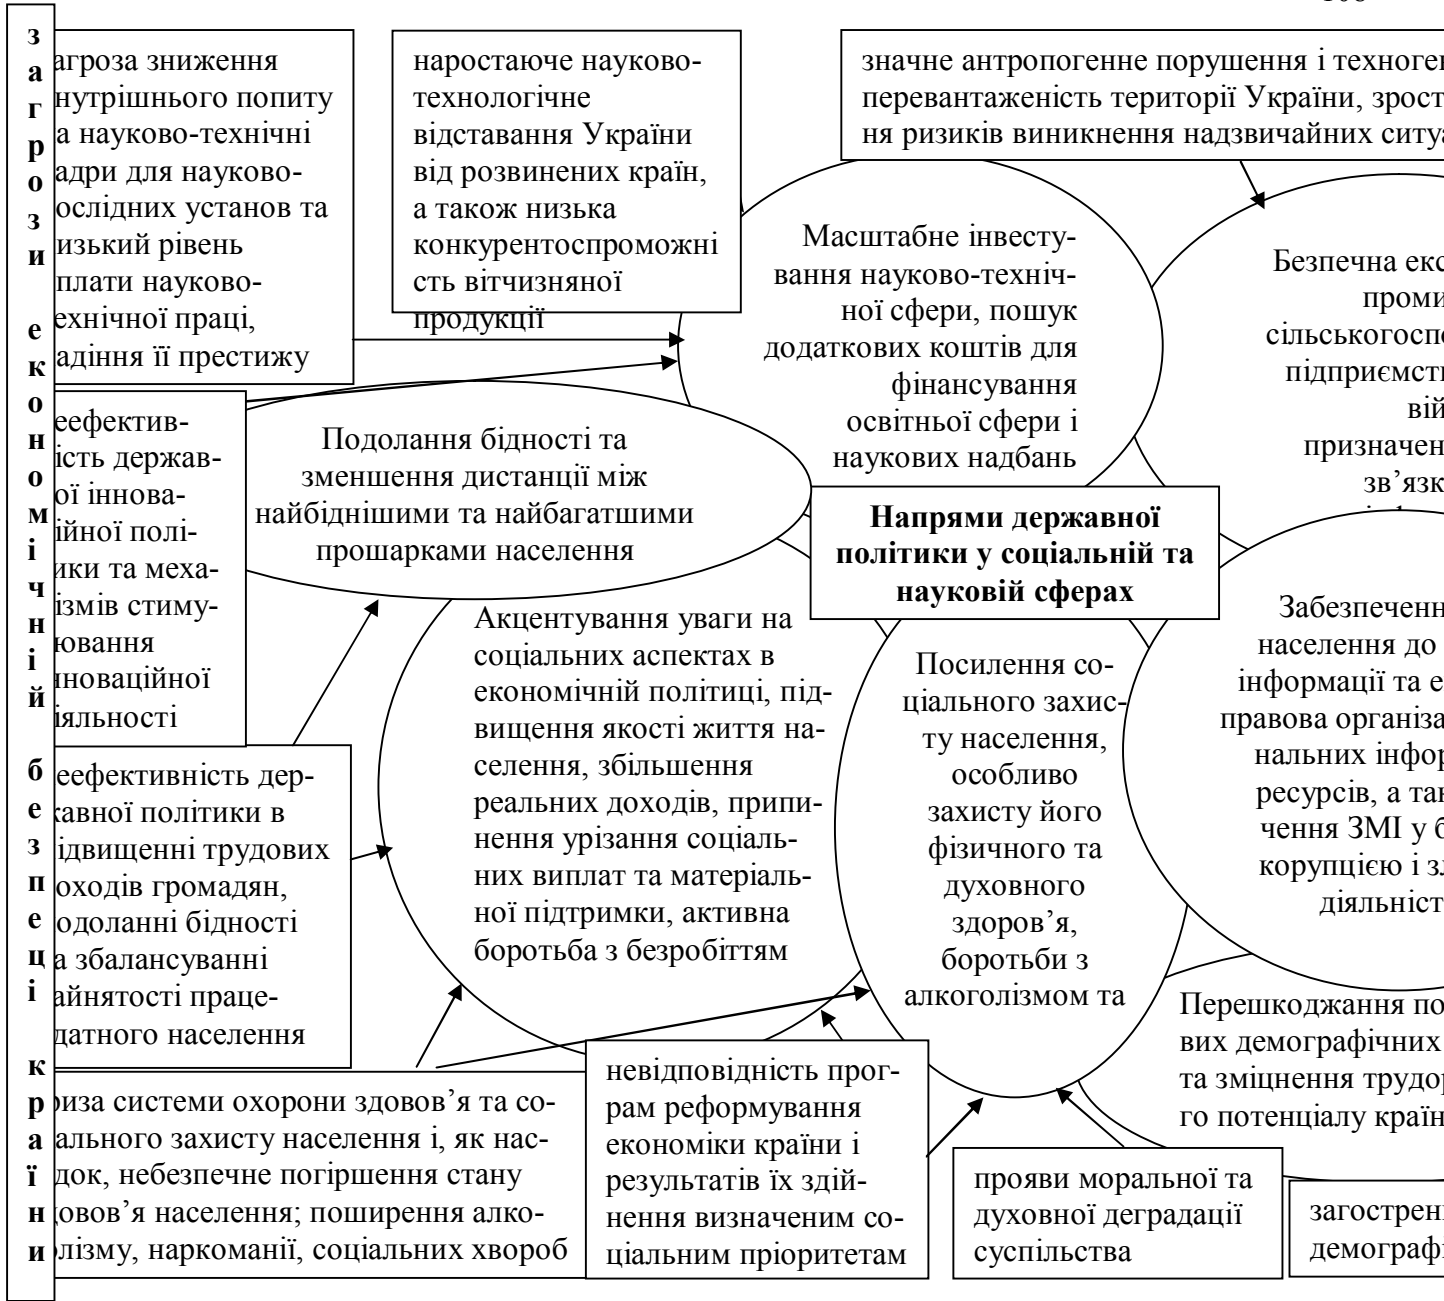 загрози економічній безпеці країни
агроза зниження
нутрішнього попиту
а науково-технічні
адри для науково-
ослідних установ та
изький рівень
плати науково-
ехнічної праці,
адіння її престижу
наростаюче науково-
технологічне
відставання України
від розвинених країн,
а також низька
конкурентоспроможні
сть вітчизняної
продукції
значне антропогенне порушення і техноген
перевантаженість території України, зрост
ня ризиків виникнення надзвичайних ситуа
Масштабне інвесту-
вання науково-техніч-
ної сфери, пошук
додаткових коштів для
фінансування
освітньої сфери і
наукових надбань
Безпечна екс
проми
сільськогоспо
підприємств
вій
призначен
зв’язк
еефектив-
ість держав-
ої іннова-
ійної полі-
ики та меха-
ізмів стиму-
ювання
нноваційної
іяльності
Подолання бідності та
зменшення дистанції між
найбіднішими та найбагатшими
прошарками населення
Напрями державної
політики у соціальній та
науковій сферах
Акцентування уваги на
соціальних аспектах в
економічній політиці, під-
вищення якості життя на-
селення, збільшення
реальних доходів, припи-
нення урізання соціаль-
них виплат та матеріаль-
ної підтримки, активна
боротьба з безробіттям
Посилення со-
ціального захис-
ту населення,
особливо
захисту його
фізичного та
духовного
здоров’я,
боротьби з
алкоголізмом та
Забезпеченн
населення до
інформації та е
правова організа
нальних інфор
ресурсів, а так
чення ЗМІ у б
корупцією і зл
діяльніст
еефективність дер-
жавної політики в
ідвищенні трудових
оходів громадян,
одоланні бідності
а збалансуванні
айнятості праце-
датного населення
Перешкоджання по
вих демографічних
та зміцнення трудор
го потенціалу країн
риза системи охорони здовов’я та со-
ального захисту населення і, як нас-
док, небезпечне погіршення стану
довов’я населення; поширення алко-
олізму, наркоманії, соціальних хвороб
невідповідність прог-
рам реформування
економіки країни і
результатів їх здій-
нення визначеним со-
ціальним пріоритетам
прояви моральної та
духовної деградації
суспільства
загострен
демографі